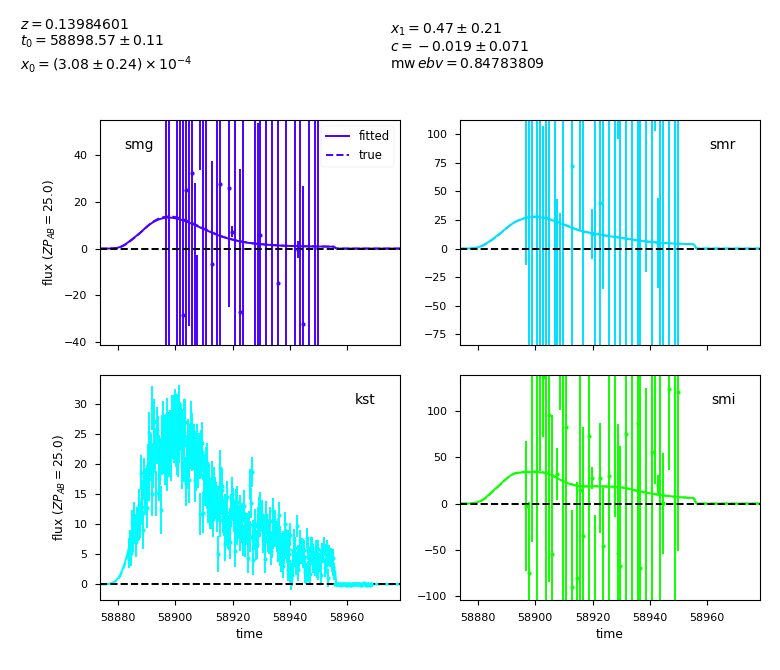 z = 0.13984601
t₀ = 58898.57 ± 0.11
x₀ = (3.08 ± 0.24) × 10⁻⁴
x₁ = 0.47 ± 0.21
c = −0.019 ± 0.071
mw ebv = 0.84783809
smg
fitted
true
40
20
0
−20
−40
flux (ZP_AB = 25.0)
smr
100
75
50
25
0
−25
−50
−75
kst
30
25
20
15
10
5
0
flux (ZP_AB = 25.0)
58880 58900 58920 58940 58960
time
smi
100
50
0
−50
−100
58880 58900 58920 58940 58960
time